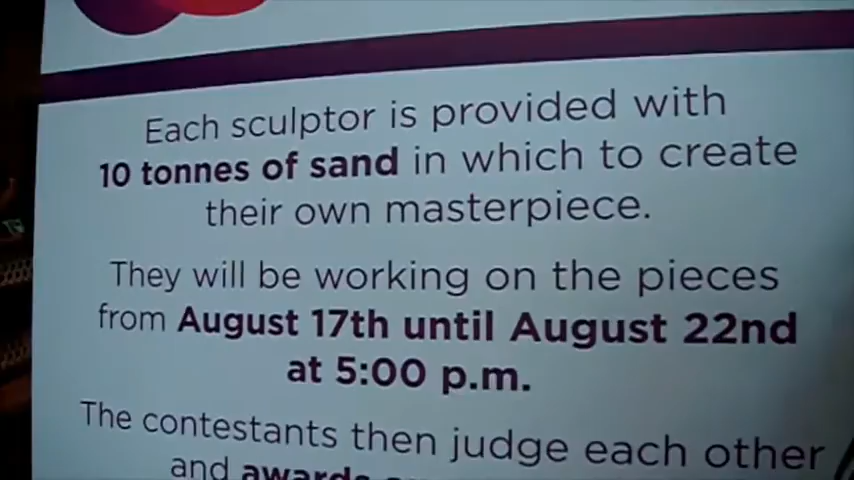 Each sculptor is provided with
10 tonnes of sand in which to create
their own masterpiece.
They will be working on the pieces
from August 17th until August 22nd
at 5:00 p.m.
The contestants then judge each other
and awards